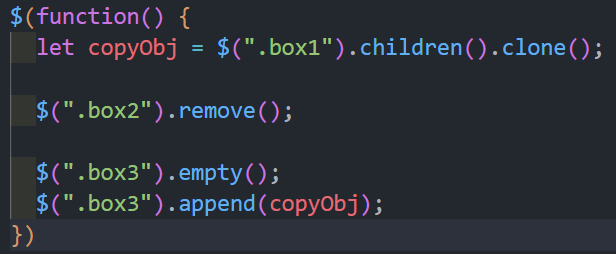 $(function() {
  let copyObj = $(".box1").children().clone();

  $(".box2").remove();

  $(".box3").empty();
  $(".box3").append(copyObj);
})